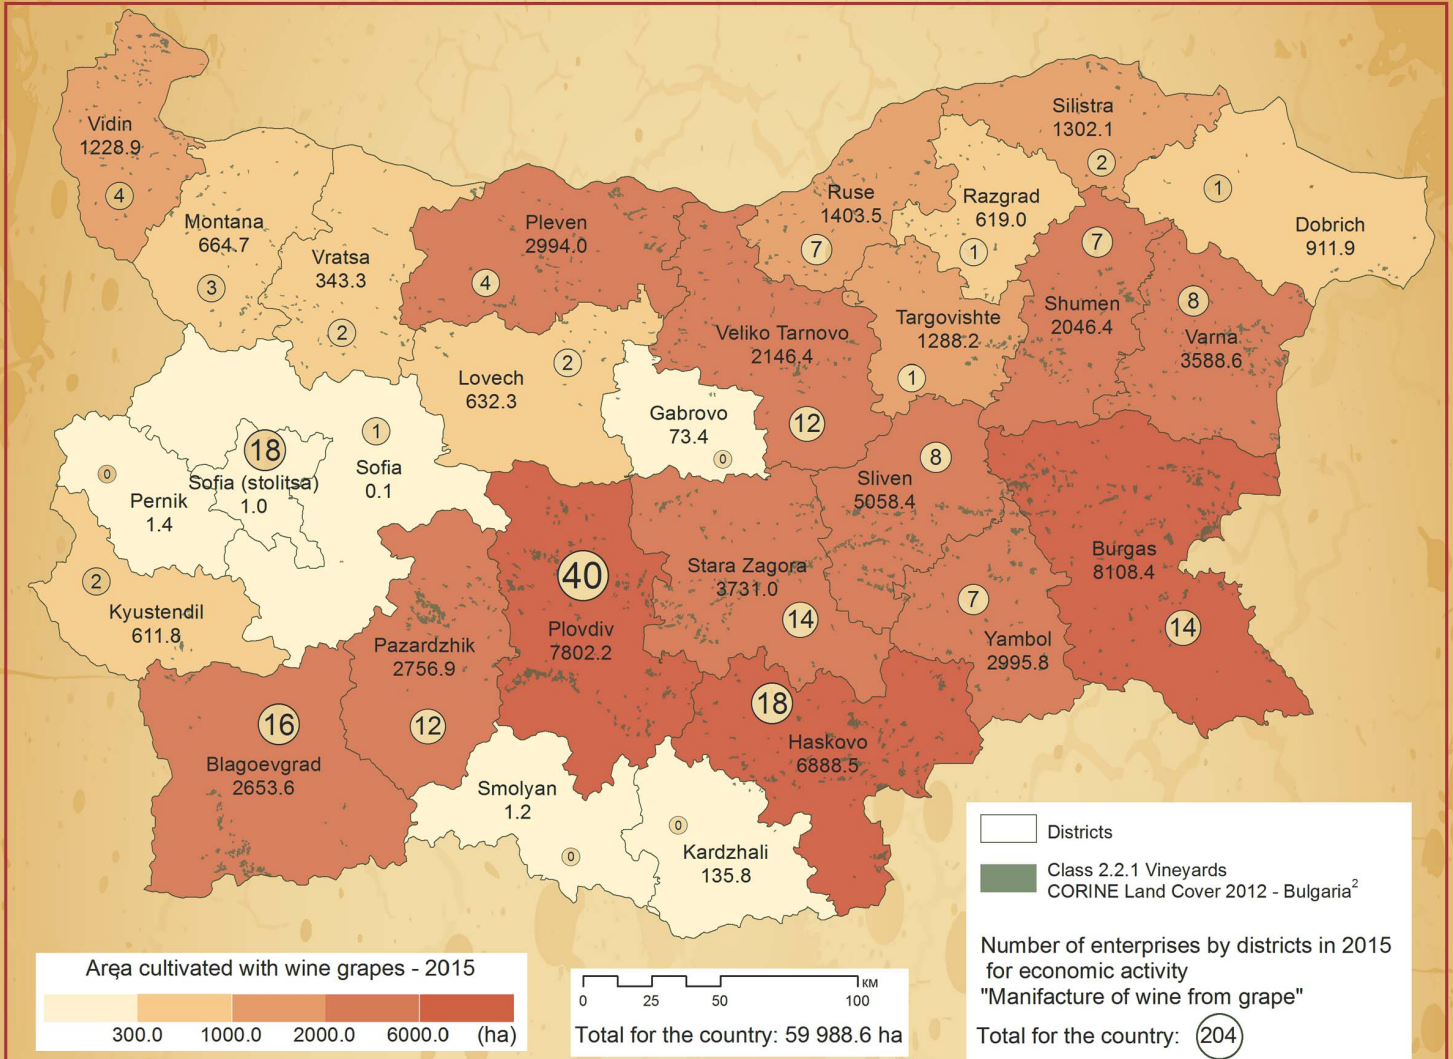 Vidin
1228.9
4
Montana
664.7
3
Vratsa
343.3
2
Pleven
2994.0
4
Lovech
632.3
2
Gabrovo
73.4
0
Veliko Tarnovo
2146.4
12
Ruse
1403.5
7
Razgrad
619.0
1
Silistra
1302.1
2
Dobrich
911.9
1
Targovishte
1288.2
1
Shumen
2046.4
7
Varna
3588.6
8
Pernik
1.4
0
Sofia (stolitsa)
1.0
18
Sofia
0.1
1
Kyustendil
611.8
2
Blagoevgrad
2653.6
16
Pazardzhik
2756.9
12
Plovdiv
7802.2
40
Smolyan
1.2
0
Kardzhali
135.8
0
Haskovo
6888.5
18
Stara Zagora
3731.0
14
Sliven
5058.4
8
Yambol
2995.8
7
Burgas
8108.4
14
Area cultivated with wine grapes - 2015
300.0 1000.0 2000.0 6000.0 (ha)
км
0 25 50 100
Total for the country: 59 988.6 ha
Districts
Class 2.2.1 Vineyards
CORINE Land Cover 2012 - Bulgaria²
Number of enterprises by districts in 2015
for economic activity
"Manifacture of wine from grape"
Total for the country: 204